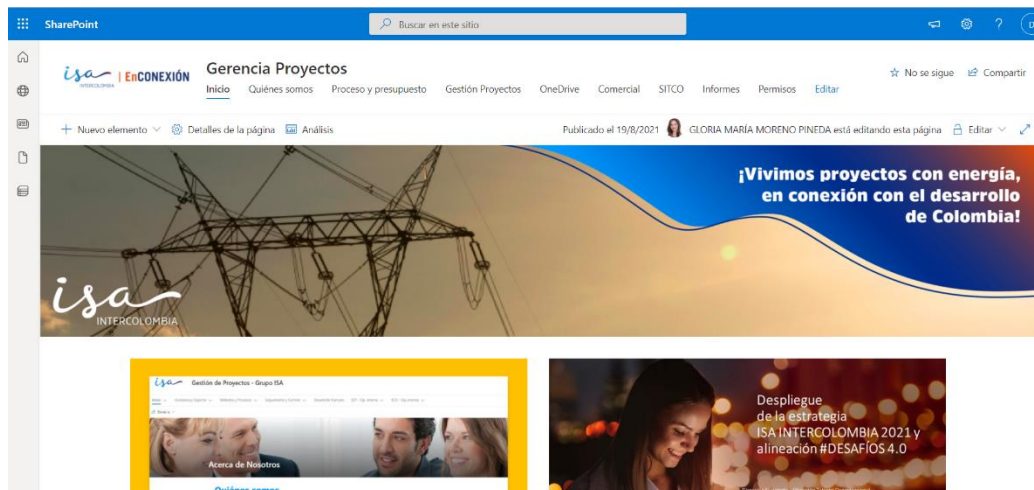 SharePoint
Buscar en este sitio
?
isa
INTERCOLOMBIA
| EnCONEXIÓN
Gerencia Proyectos
Inicio Quiénes somos Proceso y presupuesto Gestión Proyectos OneDrive Comercial SITCO Informes Permisos Editar
No se sigue Compartir
+ Nuevo elemento Detalles de la página Análisis
Publicado el 19/8/2021 GLORIA MARÍA MORENO PINEDA está editando esta página Editar
¡Vivimos proyectos con energía,
en conexión con el desarrollo
de Colombia!
isa
INTERCOLOMBIA
isa Gestión de Proyectos - Grupo ISA
Acerca de Nosotros
Quiénes somos
Despliegue
de la estrategia
ISA INTERCOLOMBIA 2021 y
alineación #DESAFÍOS 4.0